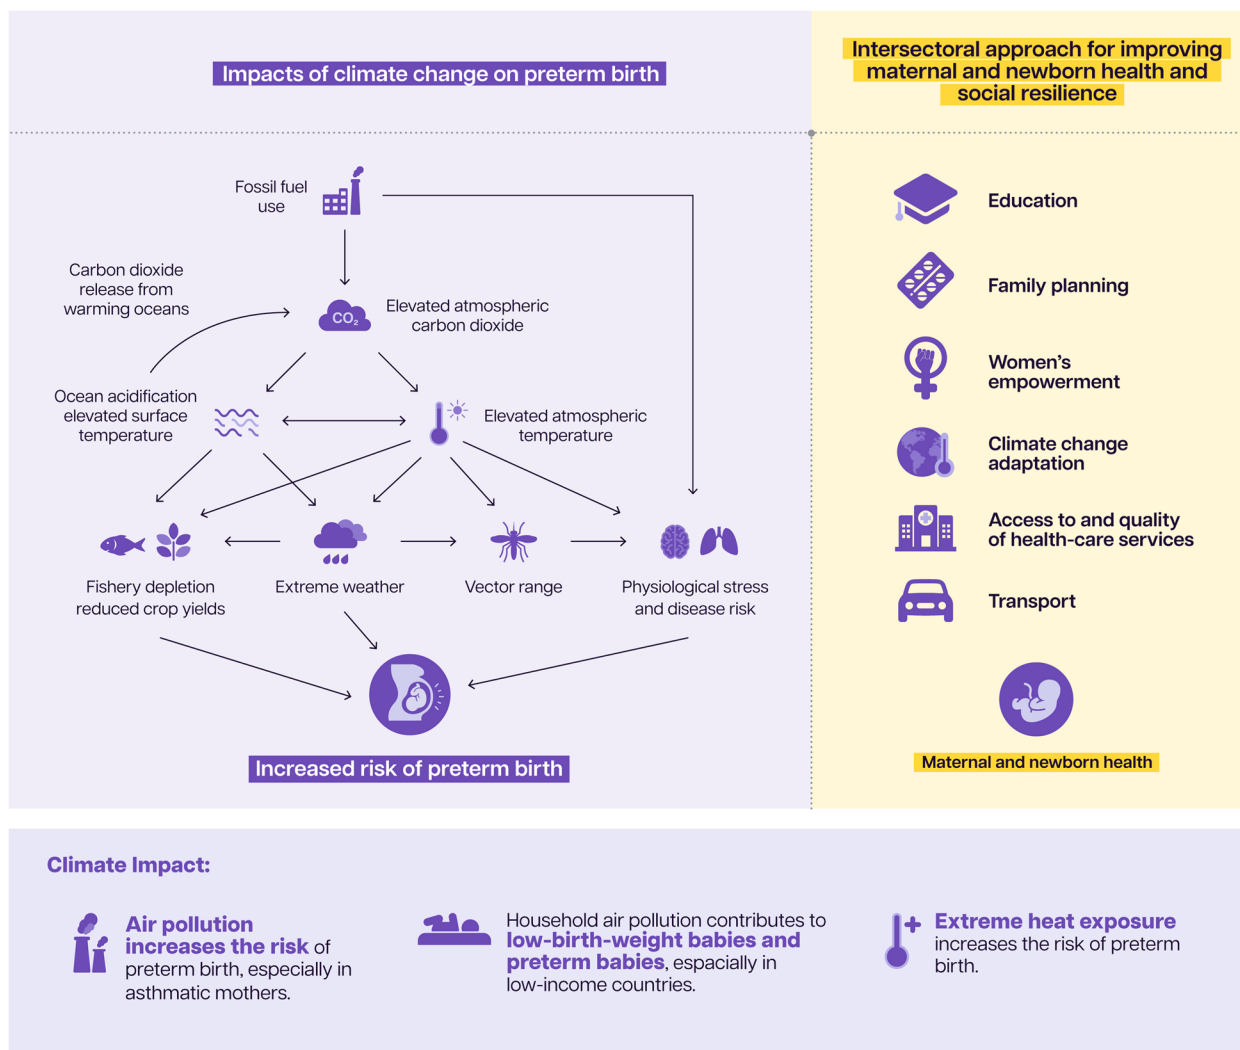 Impacts of climate change on preterm birth
Intersectoral approach for improving
maternal and newborn health and
social resilience
Fossil fuel
use
Carbon dioxide
release from
warming oceans
CO₂
Elevated atmospheric
carbon dioxide
Ocean acidification
elevated surface
temperature
Elevated atmospheric
temperature
Fishery depletion
reduced crop yields
Extreme weather
Vector range
Physiological stress
and disease risk
Increased risk of preterm birth
Education
Family planning
Women’s
empowerment
Climate change
adaptation
Access to and quality
of health-care services
Transport
Maternal and newborn health
Climate Impact:
Air pollution
increases the risk of
preterm birth, especially in
asthmatic mothers.
Household air pollution contributes to
low-birth-weight babies and
preterm babies, espacially in
low-income countries.
Extreme heat exposure
increases the risk of preterm
birth.